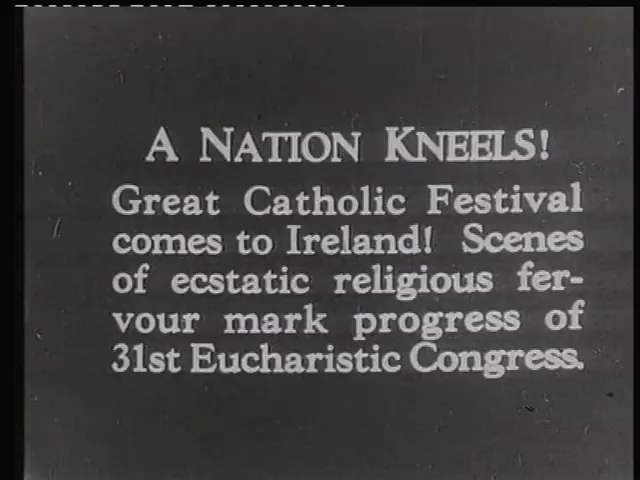 A NATION KNEELS!
Great Catholic Festival
comes to Ireland! Scenes
of ecstatic religious fer-
vour mark progress of
31st Eucharistic Congress.